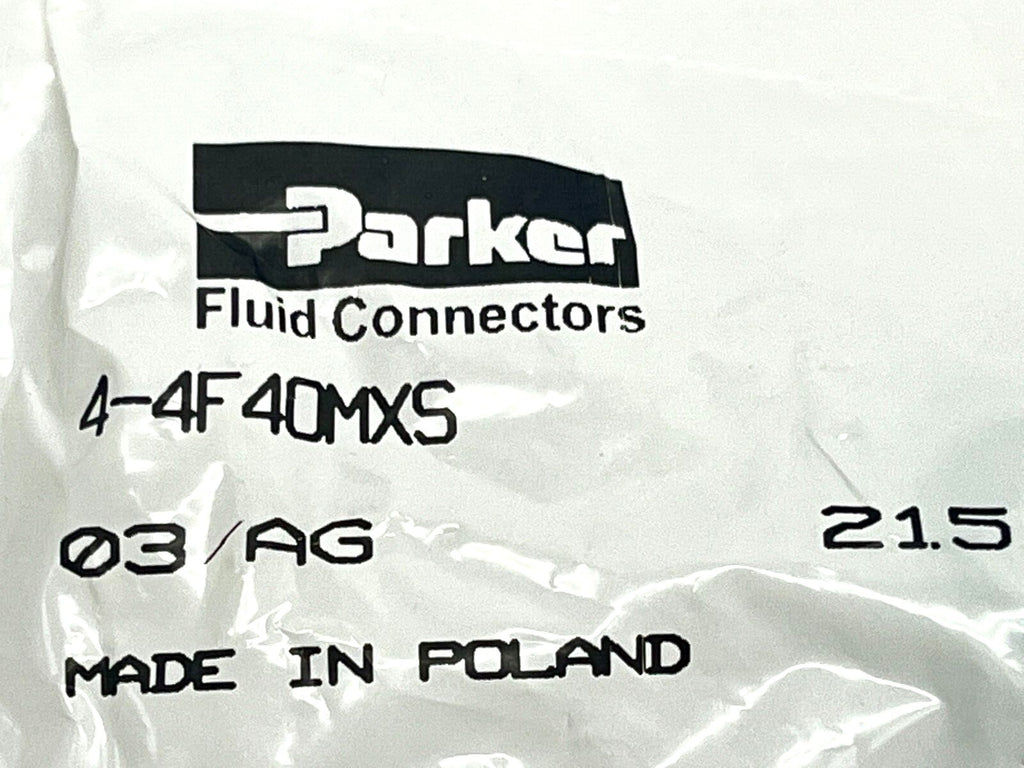 Parker
Fluid Connectors
4-4F40MXS
03/AG 21.5
MADE IN POLAND